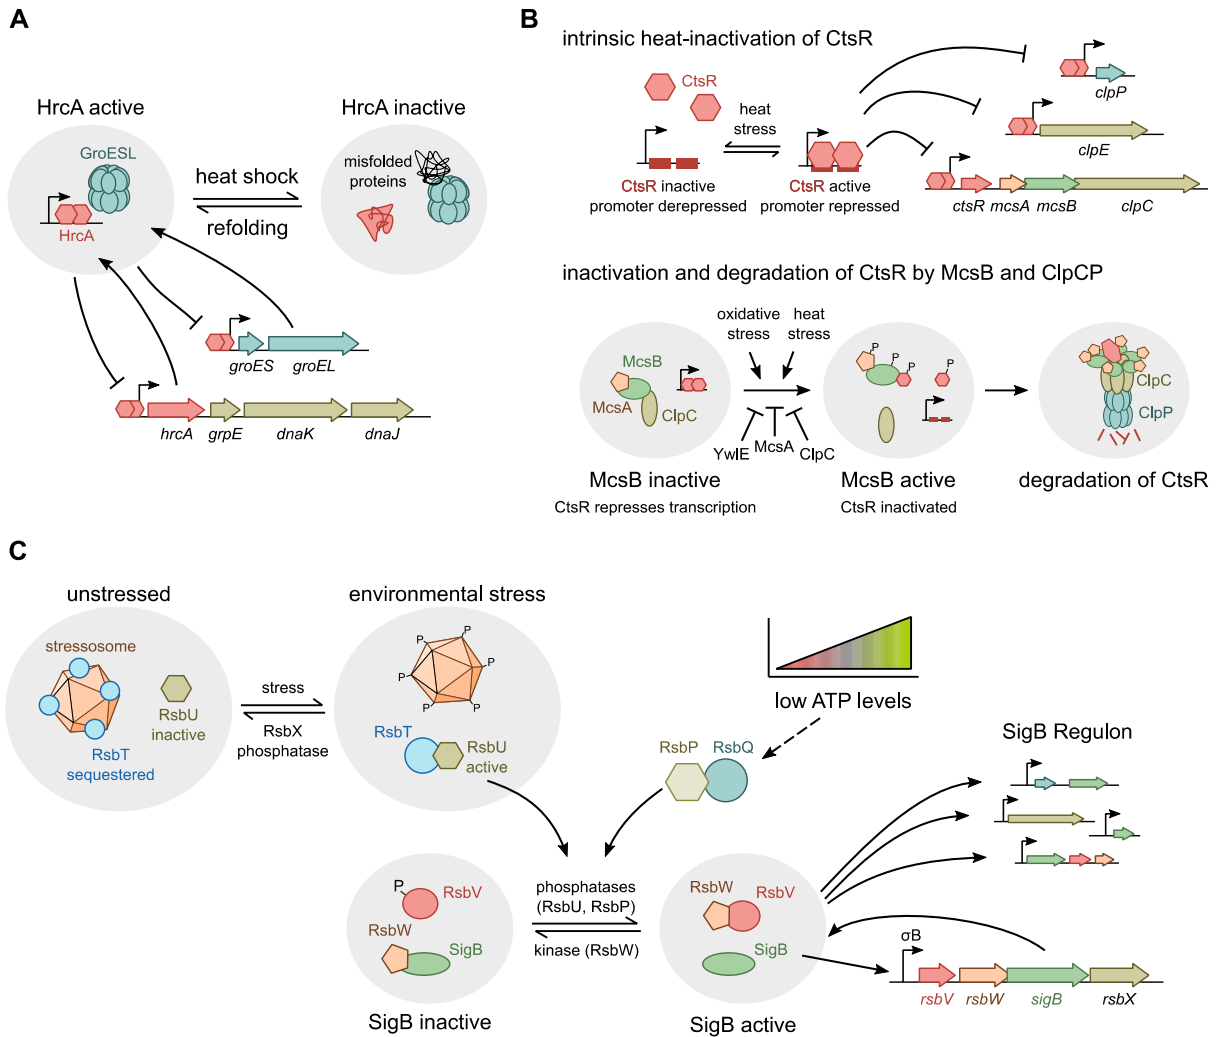 A
HrcA active
HrcA inactive
GroESL
HrcA
heat shock
refolding
misfolded
proteins
groES
groEL
hrcA
grpE
dnaK
dnaJ
B
intrinsic heat-inactivation of CtsR
CtsR
heat
stress
CtsR inactive
promoter derepressed
CtsR active
promoter repressed
clpP
clpE
ctsR
mcsA
mcsB
clpC
inactivation and degradation of CtsR by McsB and ClpCP
McsB
McsA
ClpC
oxidative
stress
heat
stress
YwlE
McsA
ClpC
P
P
P
P
ClpC
ClpP
McsB inactive
CtsR represses transcription
McsB active
CtsR inactivated
degradation of CtsR
C
unstressed
environmental stress
stressosome
RsbU
inactive
RsbT
sequestered
stress
RsbX
phosphatase
P
P
P
P
P
P
RsbT
RsbU
active
low ATP levels
RsbP
RsbQ
SigB Regulon
P
RsbV
RsbW
SigB
phosphatases
(RsbU, RsbP)
kinase (RsbW)
RsbW
RsbV
SigB
SigB inactive
SigB active
σB
rsbV
rsbW
sigB
rsbX